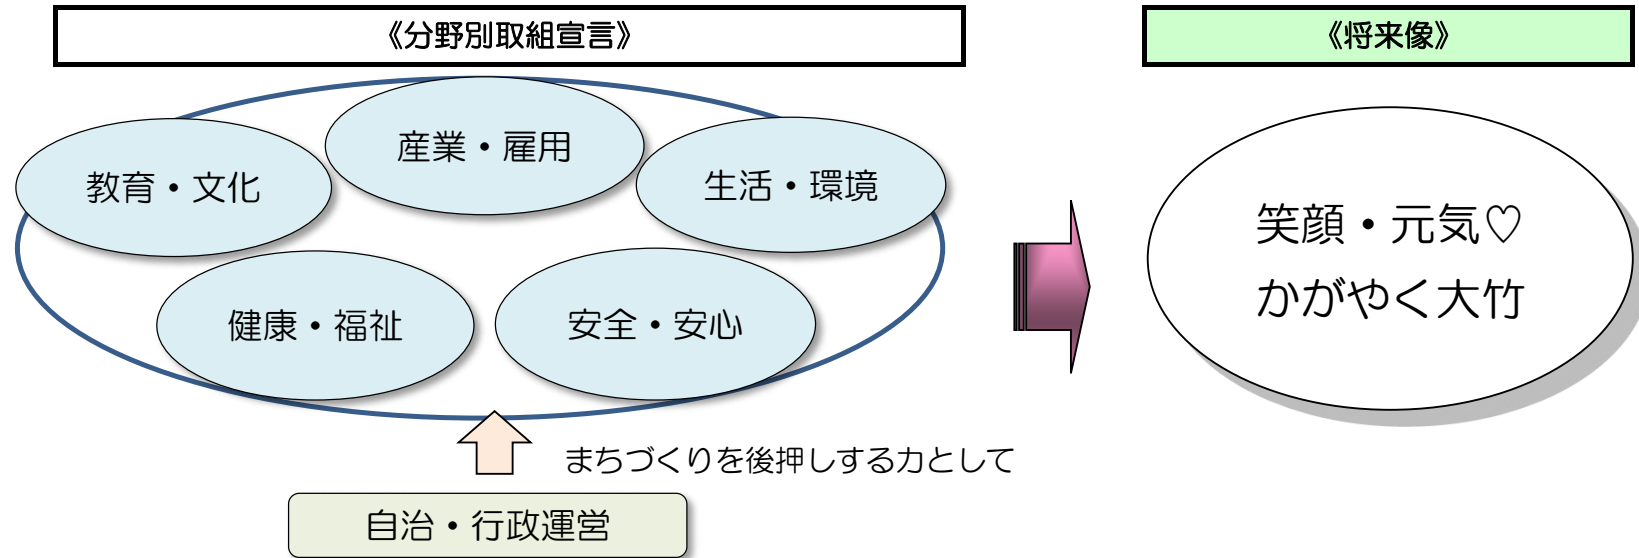 《分野別取組宣言》
《将来像》
産業・雇用
教育・文化
生活・環境
健康・福祉
安全・安心
笑顔・元気♡
かがやく大竹
まちづくりを後押しする力として
自治・行政運営